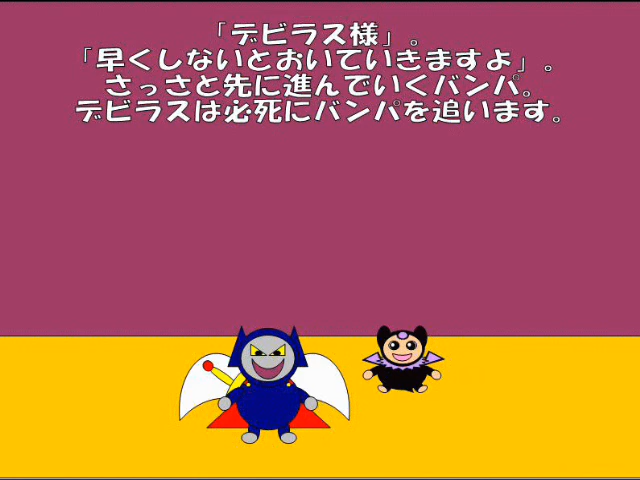 「デビラス様」。
「早くしないとおいていきますよ」。
さっさと先に進んでいくバンパ。
デビラスは必死にバンパを追います。